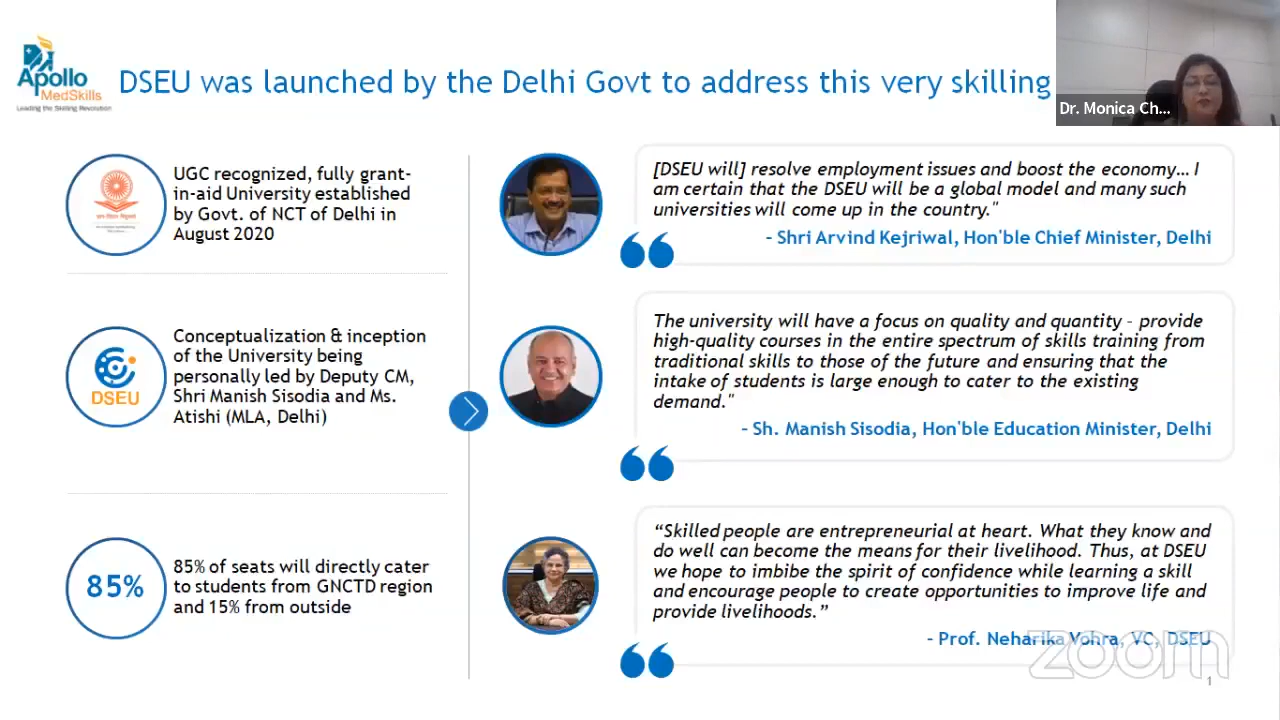 Apollo
MedSkills
Leading the Skilling Revolution
DSEU was launched by the Delhi Govt to address this very skilling
Dr. Monica Ch...
UGC recognized, fully grant-
in-aid University established
by Govt. of NCT of Delhi in
August 2020
[DSEU will] resolve employment issues and boost the economy… I
am certain that the DSEU will be a global model and many such
universities will come up in the country."
- Shri Arvind Kejriwal, Hon'ble Chief Minister, Delhi
DSEU
Conceptualization & inception
of the University being
personally led by Deputy CM,
Shri Manish Sisodia and Ms.
Atishi (MLA, Delhi)
The university will have a focus on quality and quantity – provide
high-quality courses in the entire spectrum of skills training from
traditional skills to those of the future and ensuring that the
intake of students is large enough to cater to the existing
demand."
- Sh. Manish Sisodia, Hon'ble Education Minister, Delhi
85%
85% of seats will directly cater
to students from GNCTD region
and 15% from outside
“Skilled people are entrepreneurial at heart. What they know and
do well can become the means for their livelihood. Thus, at DSEU
we hope to imbibe the spirit of confidence while learning a skill
and encourage people to create opportunities to improve life and
provide livelihoods.”
- Prof. Neharika Vohra, VC, DSEU
zoom
1